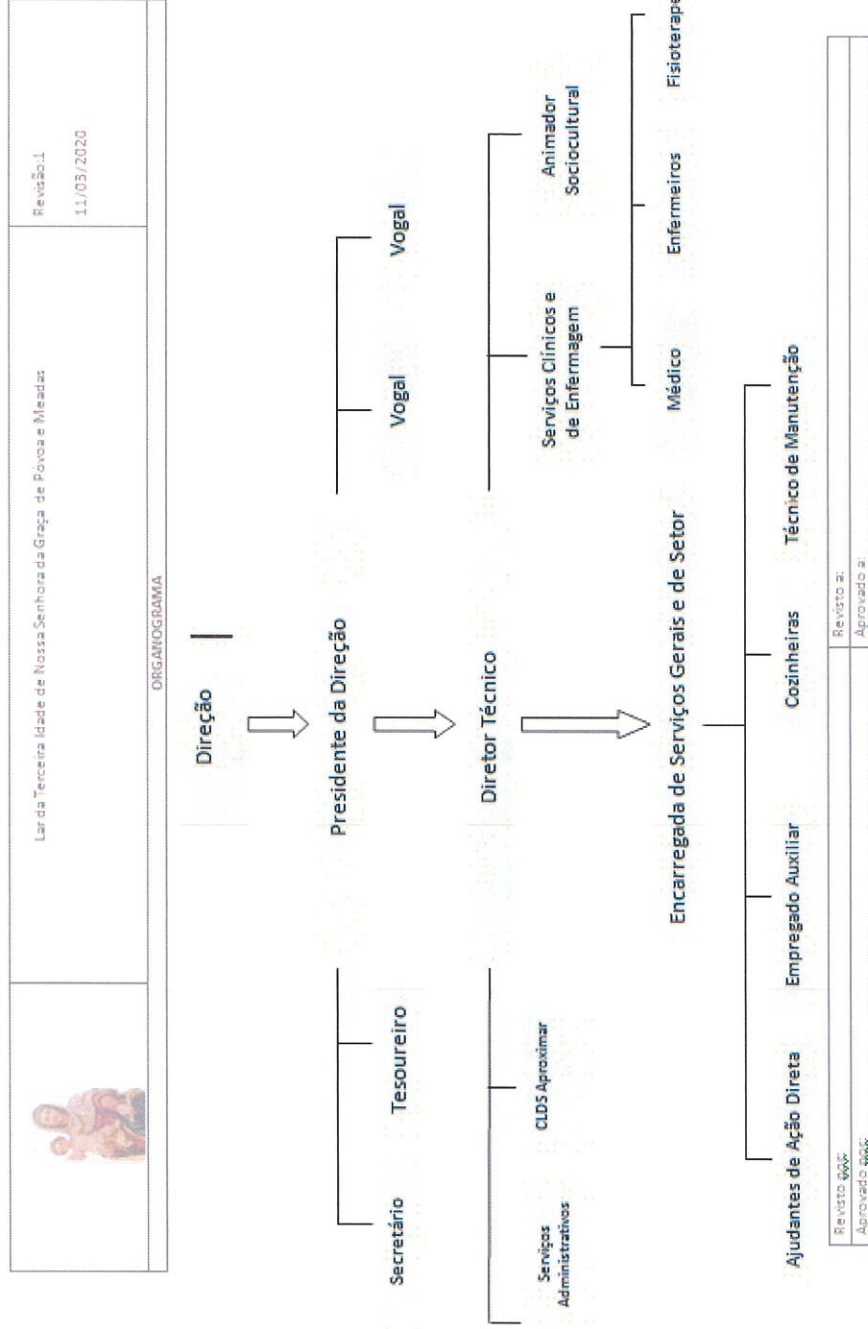 Lar da Terceira Idade de Nossa Senhora da Graça de Póvoa e Meadas
Revisão:1
11/03/2020
ORGANOGRAMA
Direção
Presidente da Direção
Secretário
Tesoureiro
Vogal
Vogal
Diretor Técnico
Serviços
Administrativos
CLDS Aproximar
Serviços Clínicos e
de Enfermagem
Animador
Sociocultural
Médico
Enfermeiros
Fisioterape
Encarregada de Serviços Gerais e de Setor
Ajudantes de Ação Direta
Empregado Auxiliar
Cozinheiras
Técnico de Manutenção
Revisto por:
Revisto a:
Aprovado por:
Aprovado a: